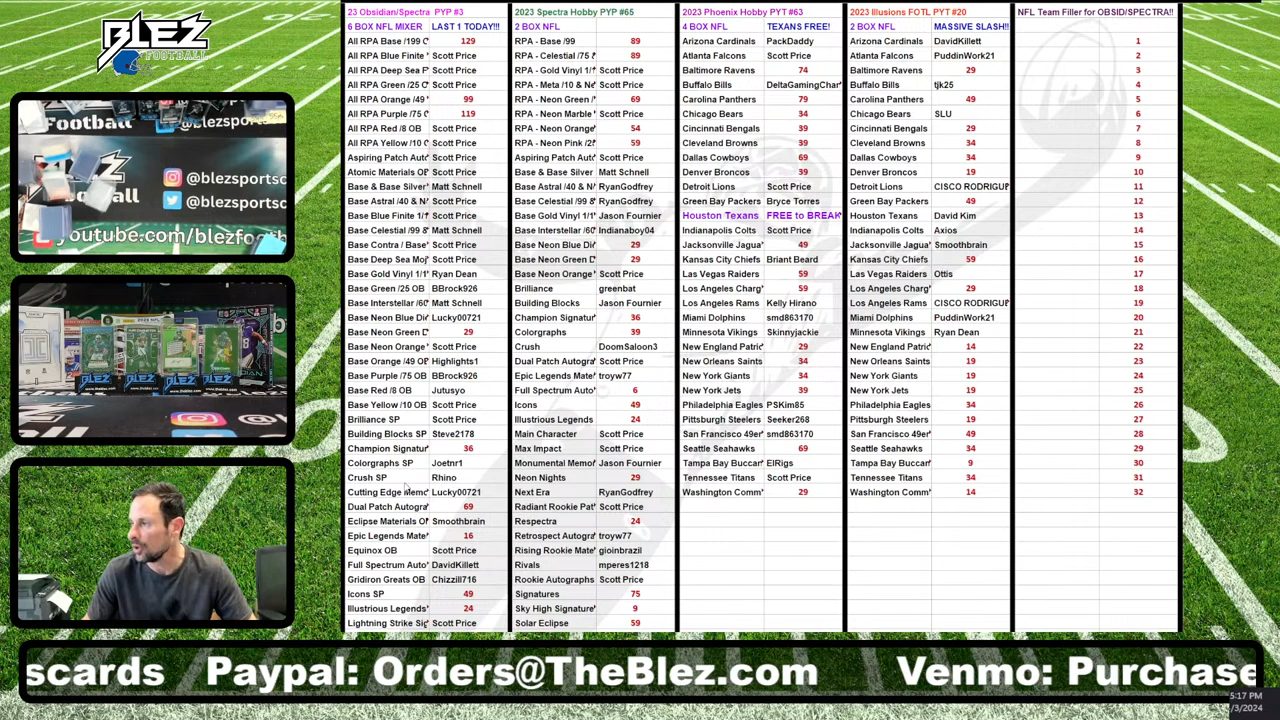 BLEZ
FOOTBALL
Football
@blezsports
@blezsportsc
ootball
@blezsportsc
youtube.com/blezfootb
23 Obsidian/Spectra PYP #3
6 BOX NFL MIXER LAST 1 TODAY!!!
All RPA Base /199 129
All RPA Blue Finite Scott Price
All RPA Deep Sea Scott Price
All RPA Green /25 Scott Price
All RPA Orange /49 99
All RPA Purple /75 119
All RPA Red /8 OB Scott Price
All RPA Yellow /10 Scott Price
Aspiring Patch Scott Price
Atomic Materials Scott Price
Base & Base Silver Matt Schnell
Base Astral /40 & Scott Price
Base Blue Finite Scott Price
Base Celestial /99 Matt Schnell
Base Contra / Base Scott Price
Base Deep Sea Scott Price
Base Gold Vinyl Ryan Dean
Base Green /25 OB BBrock926
Base Interstellar Matt Schnell
Base Neon Blue Lucky00721
Base Neon Green 29
Base Neon Orange Scott Price
Base Orange /49 Highlights1
Base Purple /75 OB BBrock926
Base Red /8 OB Jutusyo
Base Yellow /10 OB Scott Price
Brilliance SP Scott Price
Building Blocks SP Steve2178
Champion Signatur 36
Colorgraphs SP Joetnr1
Crush SP Rhino
Cutting Edge Lucky00721
Dual Patch Autogra 69
Eclipse Materials Smoothbrain
Epic Legends Mate 16
Equinox OB Scott Price
Full Spectrum Auto DavidKillett
Gridiron Greats OB Chizzill716
Icons SP 49
Illustrious Legends 24
Lightning Strike Scott Price
2023 Spectra Hobby PYP #65
2 BOX NFL
RPA - Base /99 89
RPA - Celestial /75 89
RPA - Gold Vinyl Scott Price
RPA - Meta /10 & Scott Price
RPA - Neon Green / 69
RPA - Neon Marble Scott Price
RPA - Neon Orange 54
RPA - Neon Pink 59
Aspiring Patch Scott Price
Base & Base Silver Matt Schnell
Base Astral /40 & RyanGodfrey
Base Celestial /99 RyanGodfrey
Base Gold Vinyl Jason Fournier
Base Interstellar Indianaboy04
Base Neon Blue 29
Base Neon Green 29
Base Neon Orange Scott Price
Brilliance greenbat
Building Blocks Jason Fournier
Champion Signatur 36
Colorgraphs 39
Crush DoomSaloon3
Dual Patch Autogra Scott Price
Epic Legends Mate troyw77
Full Spectrum Auto 6
Icons 49
Illustrious Legends 24
Main Character Scott Price
Max Impact Scott Price
Monumental Memo Jason Fournier
Neon Nights 29
Next Era RyanGodfrey
Radiant Rookie Pat Scott Price
Respectra 24
Retrospect Autogra troyw77
Rising Rookie Mate gioinbrazil
Rivals mperes1218
Rookie Autographs Scott Price
Signatures 75
Sky High Signature 9
Solar Eclipse 59
2023 Phoenix Hobby PYT #63
4 BOX NFL TEXANS FREE!
Arizona Cardinals PackDaddy
Atlanta Falcons Scott Price
Baltimore Ravens 74
Buffalo Bills DeltaGamingChar
Carolina Panthers 79
Chicago Bears 34
Cincinnati Bengals 39
Cleveland Browns 39
Dallas Cowboys 69
Denver Broncos 39
Detroit Lions Scott Price
Green Bay Packers Bryce Torres
Houston Texans FREE to BREAK
Indianapolis Colts Scott Price
Jacksonville Jagua 49
Kansas City Chiefs Briant Beard
Las Vegas Raiders 59
Los Angeles Charg 59
Los Angeles Rams Kelly Hirano
Miami Dolphins smd863170
Minnesota Vikings Skinnyjackie
New England Patric 29
New Orleans Saints 34
New York Giants 34
New York Jets 39
Philadelphia Eagles PSKim85
Pittsburgh Steelers Seeker268
San Francisco 49er smd863170
Seattle Seahawks 69
Tampa Bay Buccan ElRigs
Tennessee Titans Scott Price
Washington Comm 29
2023 Illusions FOTL PYT #20
2 BOX NFL MASSIVE SLASH!!
Arizona Cardinals DavidKillett
Atlanta Falcons PuddinWork21
Baltimore Ravens 29
Buffalo Bills tjk25
Carolina Panthers 49
Chicago Bears SLU
Cincinnati Bengals 29
Cleveland Browns 34
Dallas Cowboys 34
Denver Broncos 19
Detroit Lions CISCO RODRIGU
Green Bay Packers 49
Houston Texans David Kim
Indianapolis Colts Axios
Jacksonville Jagua Smoothbrain
Kansas City Chiefs 59
Las Vegas Raiders Ottis
Los Angeles Charg 29
Los Angeles Rams CISCO RODRIGU
Miami Dolphins PuddinWork21
Minnesota Vikings Ryan Dean
New England Patric 14
New Orleans Saints 19
New York Giants 19
New York Jets 19
Philadelphia Eagles 34
Pittsburgh Steelers 19
San Francisco 49er 49
Seattle Seahawks 34
Tampa Bay Buccan 9
Tennessee Titans 34
Washington Comm 14
NFL Team Filler for OBSID/SPECTRA!!
1
2
3
4
5
6
7
8
9
10
11
12
13
14
15
16
17
18
19
20
21
22
23
24
25
26
27
28
29
30
31
32
scards Paypal: Orders@TheBlez.com Venmo: Purchase
5:17 PM
/3/2024